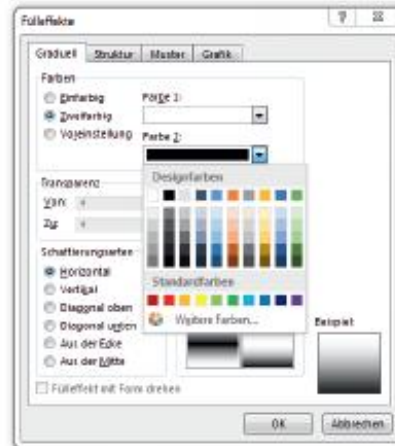 Fülleffekte
Graduell Struktur Muster Grafik
Farben
Einfarbig
Zweifarbig
Voreinstellung
Farbe 1:
Farbe 2:
Designfarben
Standardfarben
Weitere Farben...
Transparenz
Von:
Zu:
Schattierungsarten
Horizontal
Vertikal
Diagonal oben
Diagonal unten
Aus der Ecke
Aus der Mitte
Beispiel
Fülleffekt mit Form drehen
OK Abbrechen